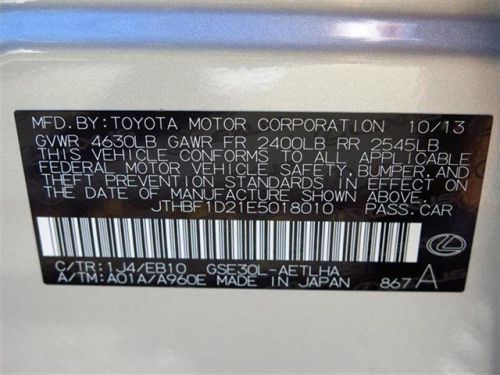 MFD.BY:TOYOTA MOTOR CORPORATION 10/13
GVWR 4630LB GAWR FR 2400LB RR 2545LB
THIS VEHICLE CONFORMS TO ALL APPLICABLE
FEDERAL MOTOR VEHICLE SAFETY,BUMPER,AND
THEFT PREVENTION STANDARDS IN EFFECT ON
THE DATE OF MANUFACTURE SHOWN ABOVE.
JTHBF1D21E5018010 PASS.CAR
C/TR:1J4/EB10 GSE30L-AETLHA
A/TM:A01A/A960E MADE IN JAPAN 867 A